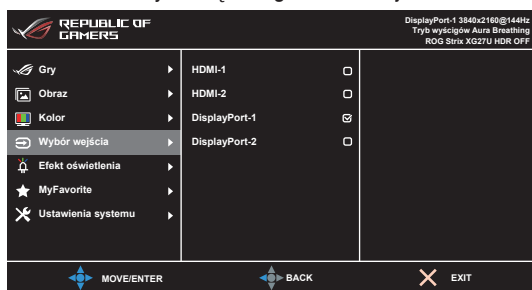 REPUBLIC OF
GAMERS
DisplayPort-1 3840x2160@144Hz
Tryb wyścigów Aura Breathing
ROG Strix XG27U HDR OFF
Gry
Obraz
Kolor
Wybór wejścia
Efekt oświetlenia
MyFavorite
Ustawienia systemu
HDMI-1
HDMI-2
DisplayPort-1
DisplayPort-2
MOVE/ENTER
BACK
EXIT